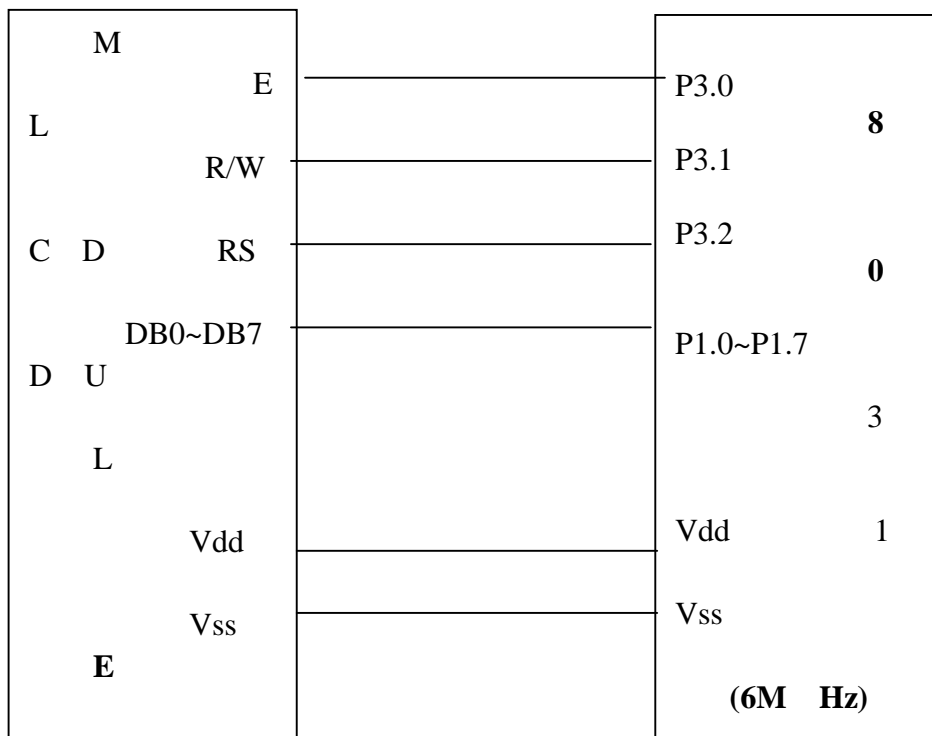 M
E P3.0
L 8
R/W P3.1
C D RS P3.2
0
DB0~DB7 P1.0~P1.7
D U
3
L
Vdd Vdd 1
Vss Vss
E
(6M Hz)